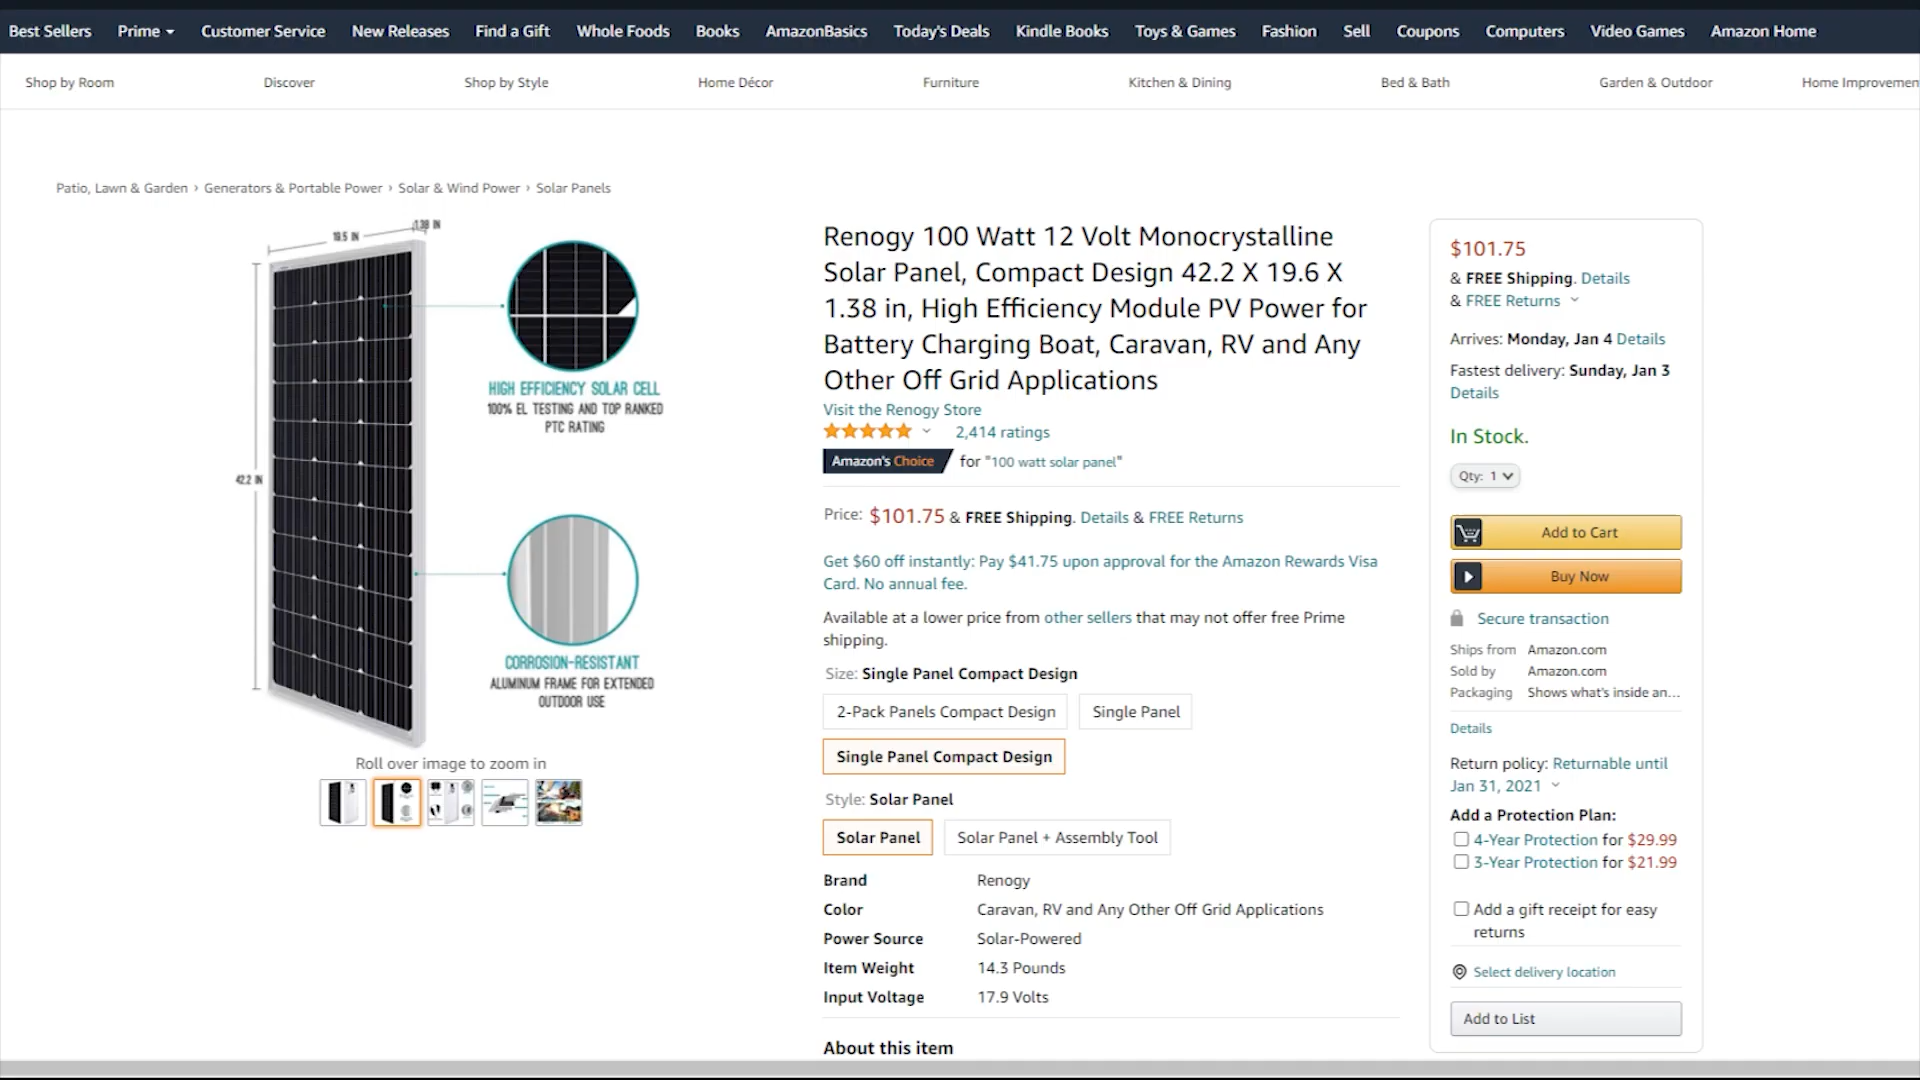 Best Sellers Prime Customer Service New Releases Find a Gift Whole Foods Books AmazonBasics Today's Deals Kindle Books Toys & Games Fashion Sell Coupons Computers Video Games Amazon Home
Shop by Room Discover Shop by Style Home Décor Furniture Kitchen & Dining Bed & Bath Garden & Outdoor Home Improvemen
Patio, Lawn & Garden › Generators & Portable Power › Solar & Wind Power › Solar Panels
19.5 IN
1.38 IN
42.2 IN
HIGH EFFICIENCY SOLAR CELL
100% EL TESTING AND TOP RANKED
PTC RATING
CORROSION-RESISTANT
ALUMINUM FRAME FOR EXTENDED
OUTDOOR USE
Roll over image to zoom in
Renogy 100 Watt 12 Volt Monocrystalline
Solar Panel, Compact Design 42.2 X 19.6 X
1.38 in, High Efficiency Module PV Power for
Battery Charging Boat, Caravan, RV and Any
Other Off Grid Applications
Visit the Renogy Store
2,414 ratings
Amazon's Choice for "100 watt solar panel"
Price: $101.75 & FREE Shipping. Details & FREE Returns
Get $60 off instantly: Pay $41.75 upon approval for the Amazon Rewards Visa
Card. No annual fee.
Available at a lower price from other sellers that may not offer free Prime
shipping.
Size: Single Panel Compact Design
2-Pack Panels Compact Design Single Panel
Single Panel Compact Design
Style: Solar Panel
Solar Panel Solar Panel + Assembly Tool
Brand Renogy
Color Caravan, RV and Any Other Off Grid Applications
Power Source Solar-Powered
Item Weight 14.3 Pounds
Input Voltage 17.9 Volts
About this item
$101.75
& FREE Shipping. Details
& FREE Returns
Arrives: Monday, Jan 4 Details
Fastest delivery: Sunday, Jan 3
Details
In Stock.
Qty: 1
Add to Cart
Buy Now
Secure transaction
Ships from Amazon.com
Sold by Amazon.com
Packaging Shows what's inside an...
Details
Return policy: Returnable until
Jan 31, 2021
Add a Protection Plan:
4-Year Protection for $29.99
3-Year Protection for $21.99
Add a gift receipt for easy
returns
Select delivery location
Add to List